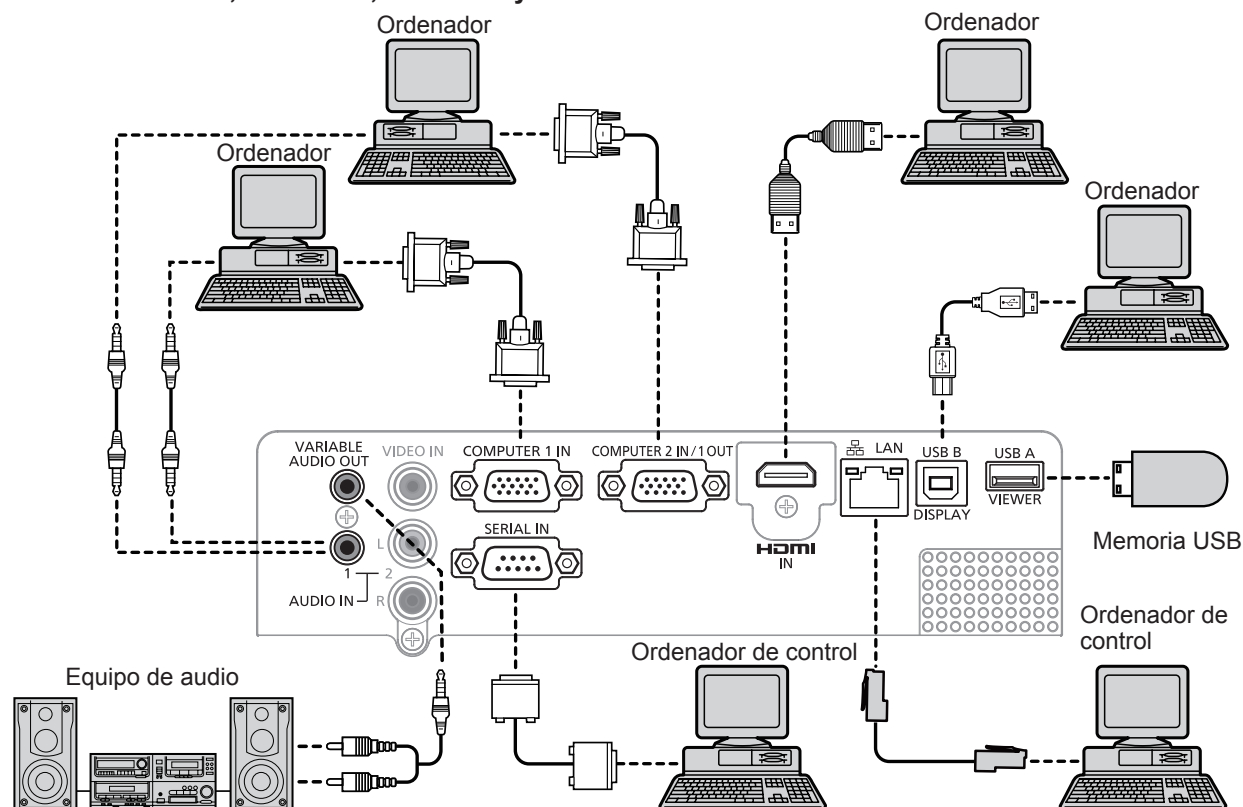 Ordenador
Ordenador
Ordenador
Ordenador
VARIABLE
AUDIO OUT
VIDEO IN
COMPUTER 1 IN
COMPUTER 2 IN / 1 OUT
LAN
USB B
USB A
VIEWER
DISPLAY
Memoria USB
SERIAL IN
HDMI
IN
L
1
2
AUDIO IN
R
Ordenador de
control
Ordenador de control
Equipo de audio